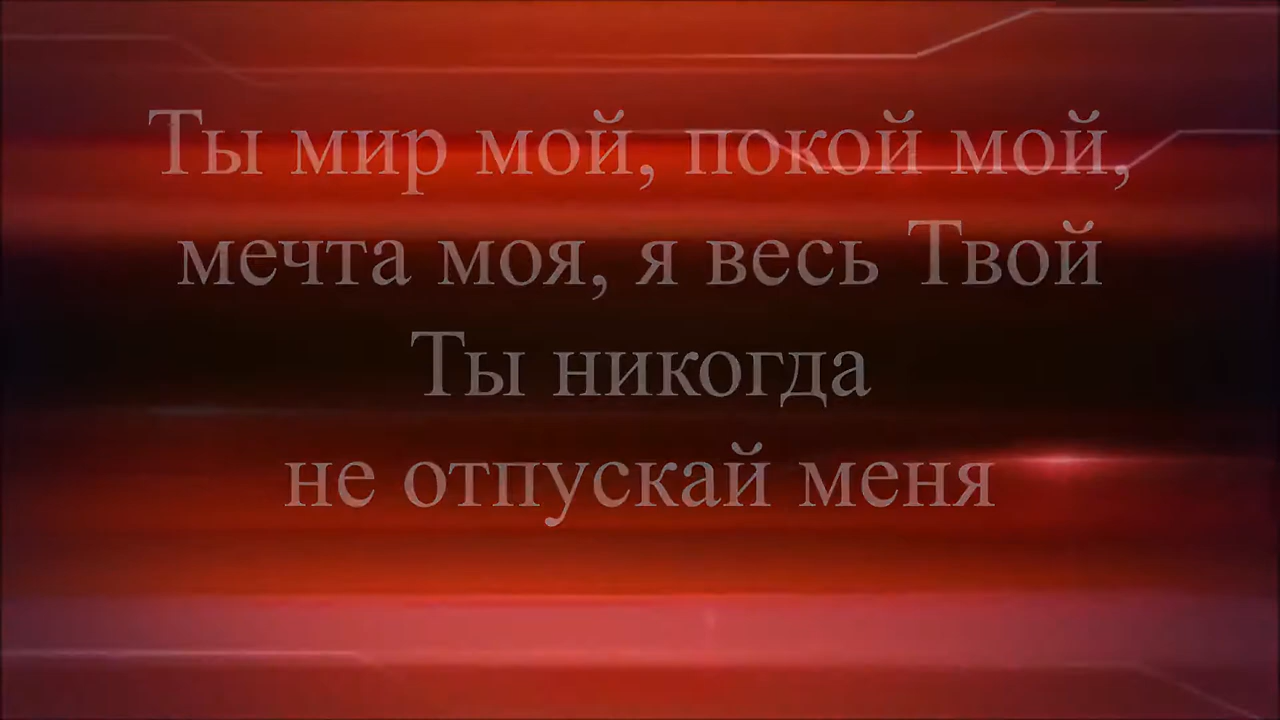 Ты мир мой, покой мой,
мечта моя, я весь Твой
Ты никогда
не отпускай меня